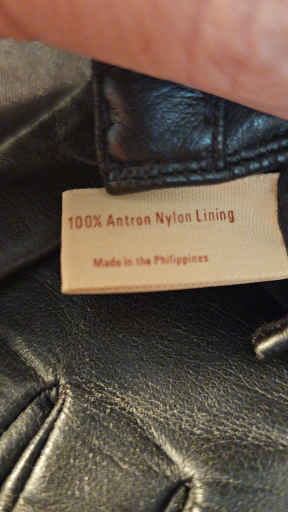 100% Antron Nylon Lining
Made in the Philippines